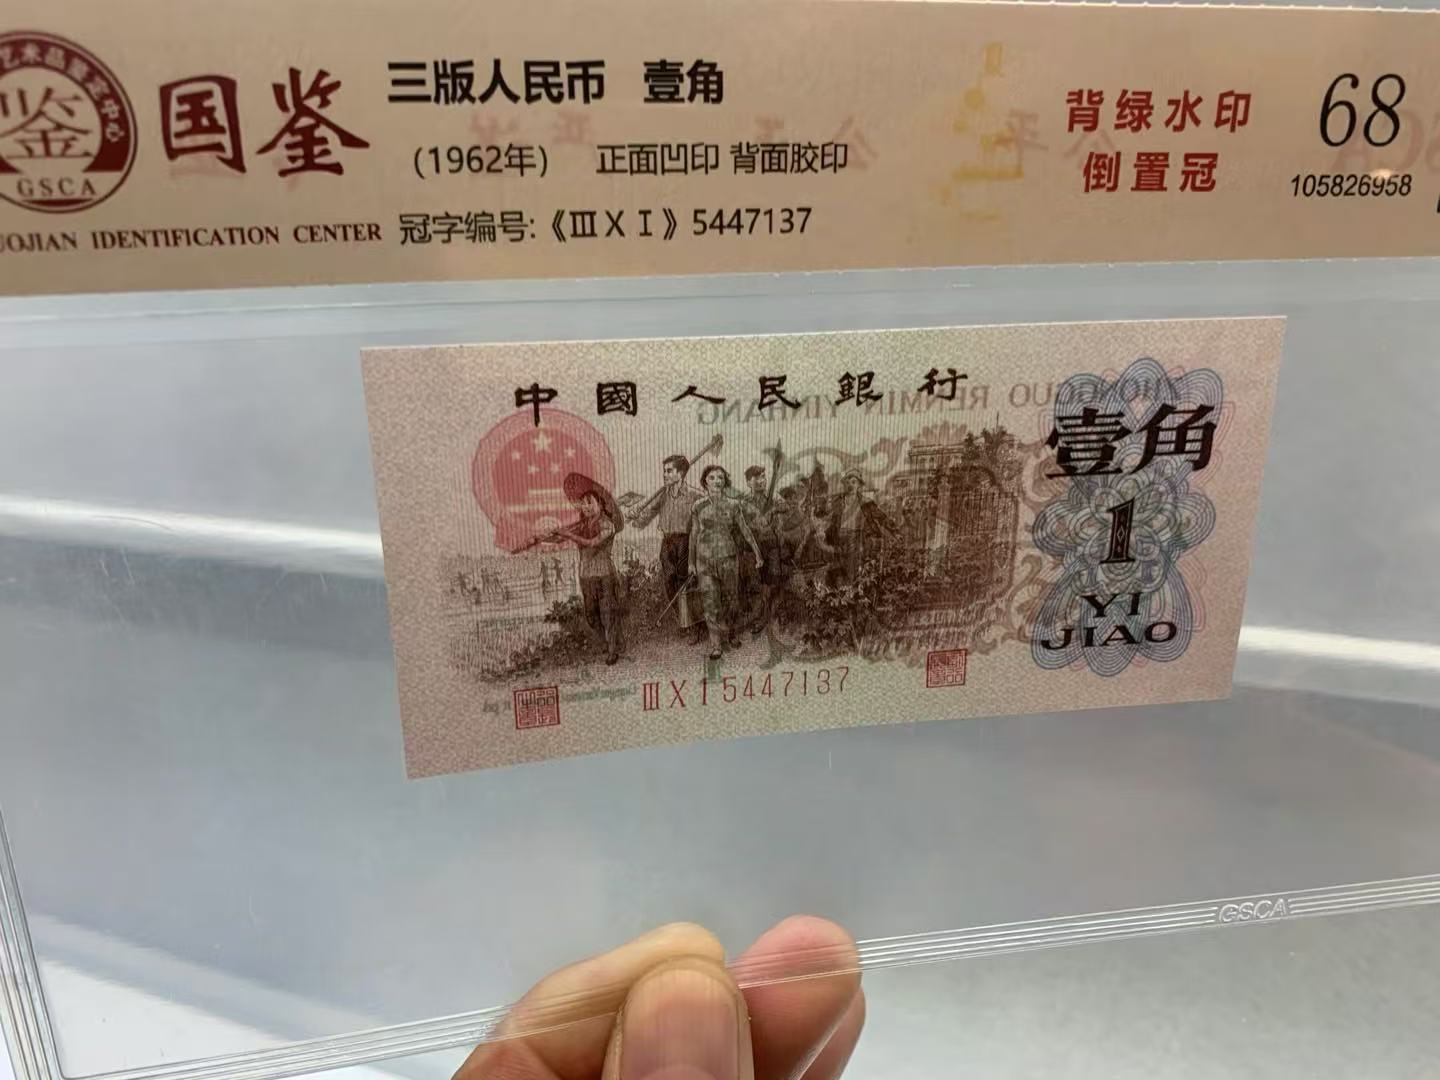 三版人民币 壹角
(1962年) 正面凹印 背面胶印
冠字编号:《ⅢⅩⅠ》5447137
国鉴
鉴
GSCA
IDENTIFICATION CENTER
背绿水印
倒置冠
68
105826958
中國人民銀行
壹角
1
YI
JIAO
ⅢⅩⅠ5447137
GSCA